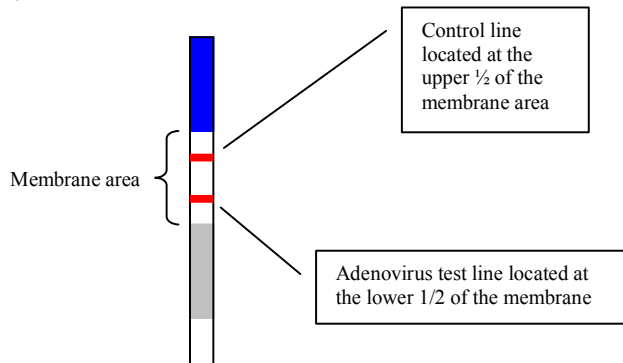 Control line
located at the
upper ½ of the
membrane area
Membrane area
Adenovirus test line located at
the lower 1/2 of the membrane